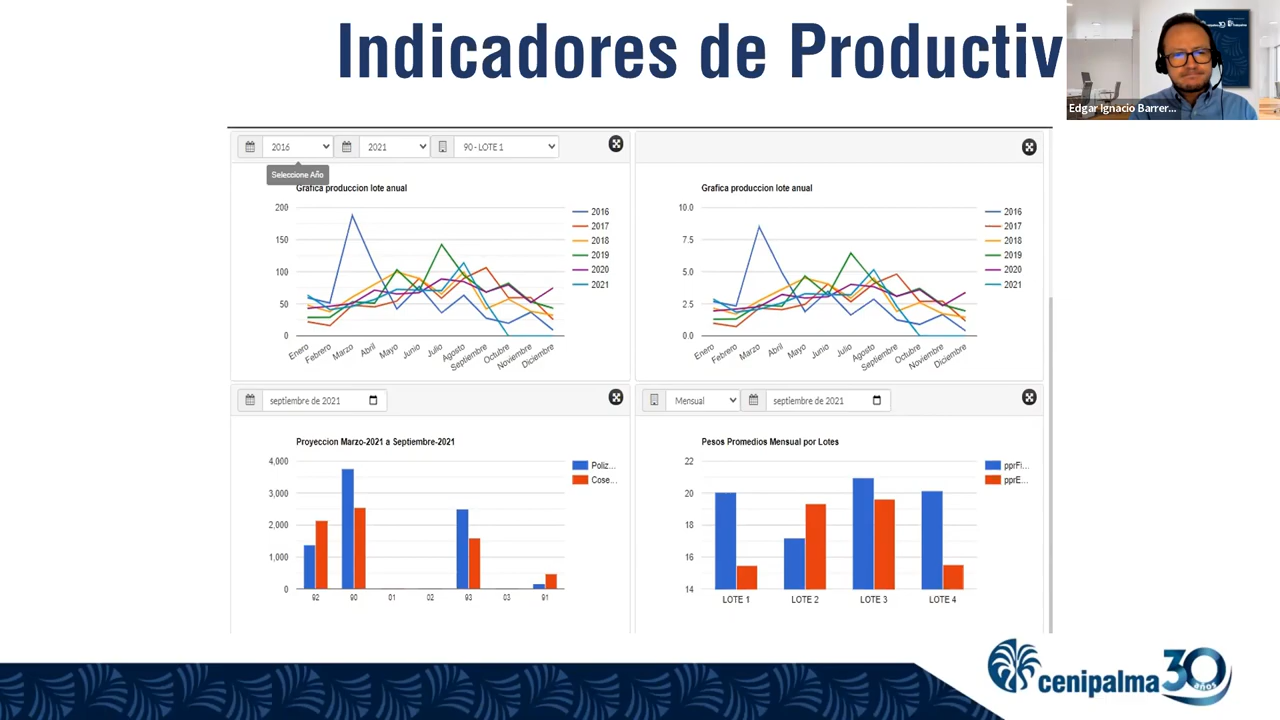 Indicadores de Productiv
Edgar Ignacio Barrer...
2016
2021
90 - LOTE 1
Seleccione Año
Grafica produccion lote anual
200
150
100
50
0
Enero
Febrero
Marzo
Abril
Mayo
Junio
Julio
Agosto
Septiembre
Octubre
Noviembre
Diciembre
2016
2017
2018
2019
2020
2021
Grafica produccion lote anual
10.0
7.5
5.0
2.5
0.0
Enero
Febrero
Marzo
Abril
Mayo
Junio
Julio
Agosto
Septiembre
Octubre
Noviembre
Diciembre
2016
2017
2018
2019
2020
2021
septiembre de 2021
Proyeccion Marzo-2021 a Septiembre-2021
4,000
3,000
2,000
1,000
0
92 90 01 02 93 03 91
Poliz...
Cose...
Mensual
septiembre de 2021
Pesos Promedios Mensual por Lotes
22
20
18
16
14
LOTE 1 LOTE 2 LOTE 3 LOTE 4
pprFi...
pprE...
cenipalma 30
años